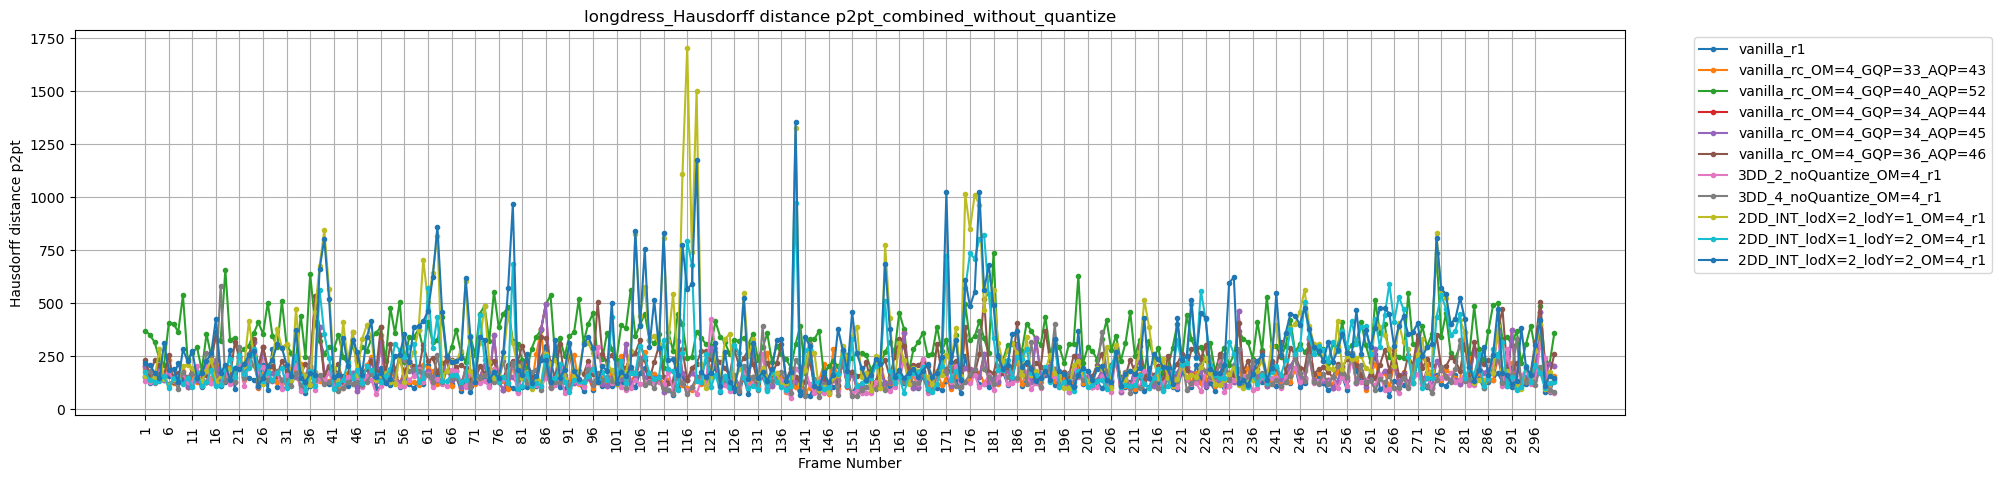 longdress_Hausdorff distance p2pt_combined_without_quantize
Hausdorff distance p2pt
1750
1500
1250
1000
750
500
250
0
1 6 11 16 21 26 31 36 41 46 51 56 61 66 71 76 81 86 91 96 101 106 111 116 121 126 131 136 141 146 151 156 161 166 171 176 181 186 191 196 201 206 211 216 221 226 231 236 241 246 251 256 261 266 271 276 281 286 291 296
Frame Number
vanilla_r1
vanilla_rc_OM=4_GQP=33_AQP=43
vanilla_rc_OM=4_GQP=40_AQP=52
vanilla_rc_OM=4_GQP=34_AQP=44
vanilla_rc_OM=4_GQP=34_AQP=45
vanilla_rc_OM=4_GQP=36_AQP=46
3DD_2_noQuantize_OM=4_r1
3DD_4_noQuantize_OM=4_r1
2DD_INT_lodX=2_lodY=1_OM=4_r1
2DD_INT_lodX=1_lodY=2_OM=4_r1
2DD_INT_lodX=2_lodY=2_OM=4_r1